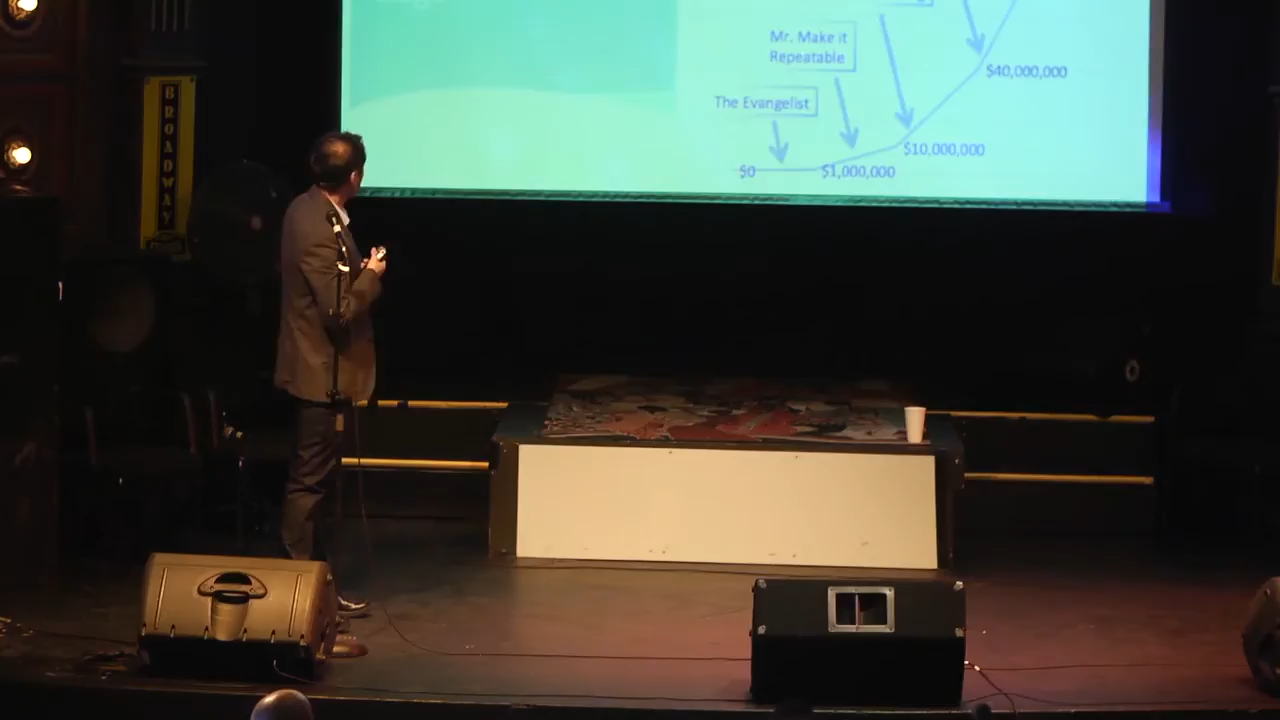 BROADWAY
Mr. Make it
Repeatable
$40,000,000
The Evangelist
$10,000,000
$0
$1,000,000